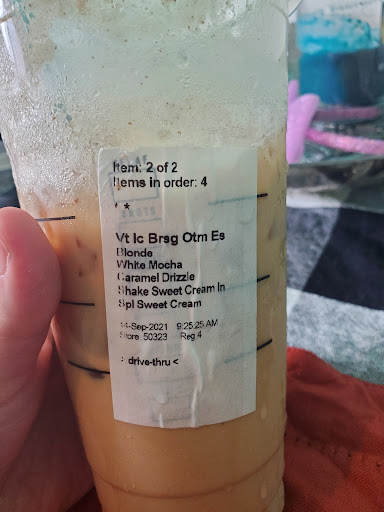 Item: 2 of 2
Items in order: 4
* *
Vt Ic Brsg Otm Es
Blonde
White Mocha
Caramel Drizzle
Shake Sweet Cream In
Spl Sweet Cream
14-Sep-2021 9:25:25 AM
Store 50323 Reg 4
> drive-thru <